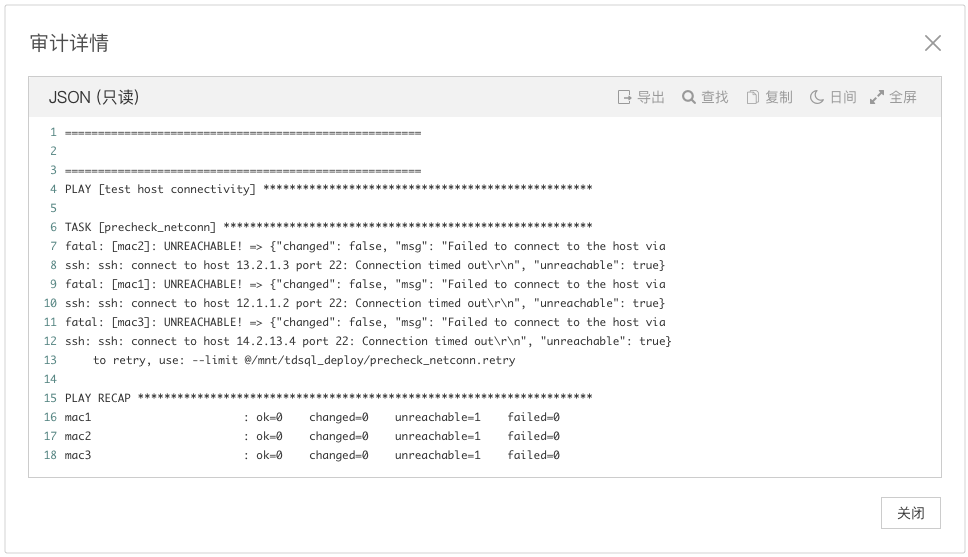 审计详情
JSON (只读)
导出 查找 复制 日间 全屏
1 ======================================================
2
3 ======================================================
4 PLAY [test host connectivity] **************************************************
5
6 TASK [precheck_netconn] ********************************************************
7 fatal: [mac2]: UNREACHABLE! => {"changed": false, "msg": "Failed to connect to the host via
8 ssh: ssh: connect to host 13.2.1.3 port 22: Connection timed out\r\n", "unreachable": true}
9 fatal: [mac1]: UNREACHABLE! => {"changed": false, "msg": "Failed to connect to the host via
10 ssh: ssh: connect to host 12.1.1.2 port 22: Connection timed out\r\n", "unreachable": true}
11 fatal: [mac3]: UNREACHABLE! => {"changed": false, "msg": "Failed to connect to the host via
12 ssh: ssh: connect to host 14.2.13.4 port 22: Connection timed out\r\n", "unreachable": true}
13 to retry, use: --limit @/mnt/tdsql_deploy/precheck_netconn.retry
14
15 PLAY RECAP *********************************************************************
16 mac1 : ok=0 changed=0 unreachable=1 failed=0
17 mac2 : ok=0 changed=0 unreachable=1 failed=0
18 mac3 : ok=0 changed=0 unreachable=1 failed=0
关闭